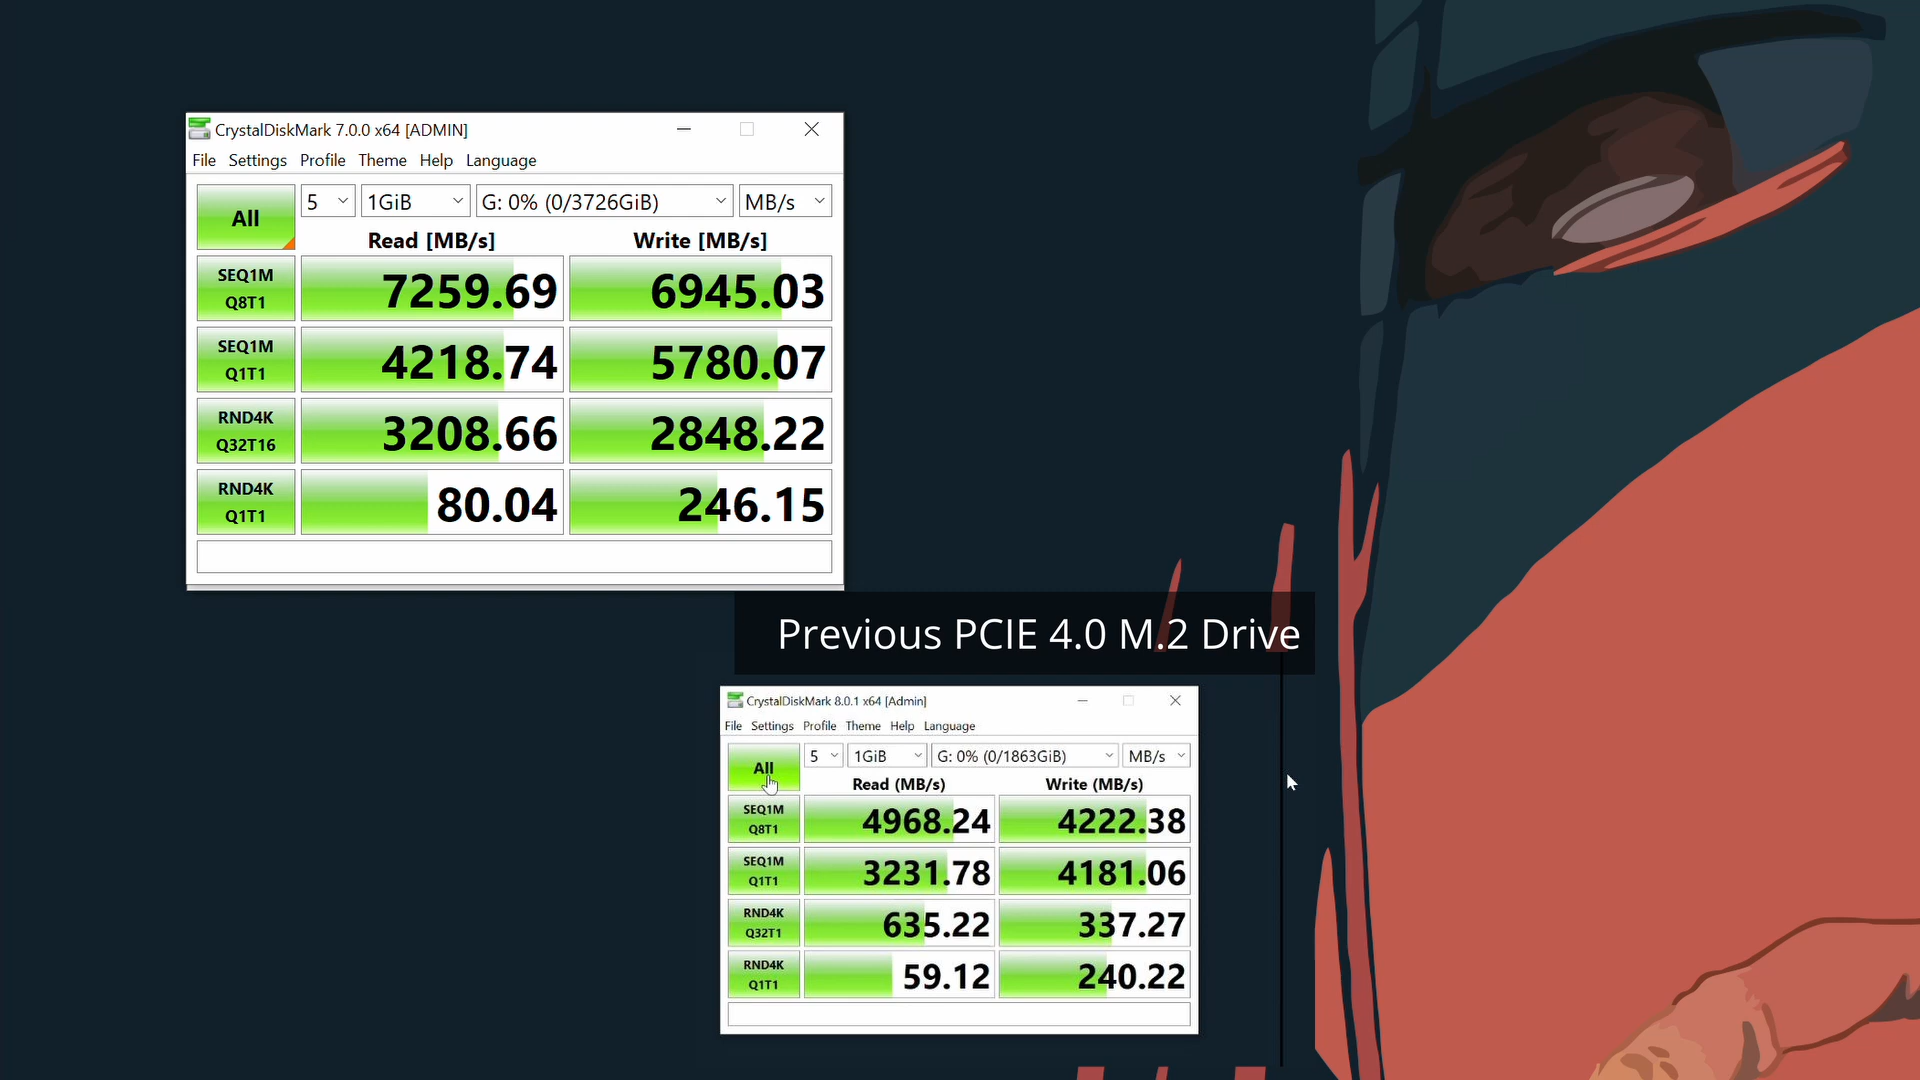 CrystalDiskMark 7.0.0 x64 [ADMIN]
File Settings Profile Theme Help Language
All 5 1GiB G: 0% (0/3726GiB) MB/s
Read [MB/s] Write [MB/s]
SEQ1M
Q8T1
7259.69 6945.03
SEQ1M
Q1T1
4218.74 5780.07
RND4K
Q32T16
3208.66 2848.22
RND4K
Q1T1
80.04 246.15
Previous PCIE 4.0 M.2 Drive
CrystalDiskMark 8.0.1 x64 [Admin]
File Settings Profile Theme Help Language
All 5 1GiB G: 0% (0/1863GiB) MB/s
Read (MB/s) Write (MB/s)
SEQ1M
Q8T1
4968.24 4222.38
SEQ1M
Q1T1
3231.78 4181.06
RND4K
Q32T1
635.22 337.27
RND4K
Q1T1
59.12 240.22